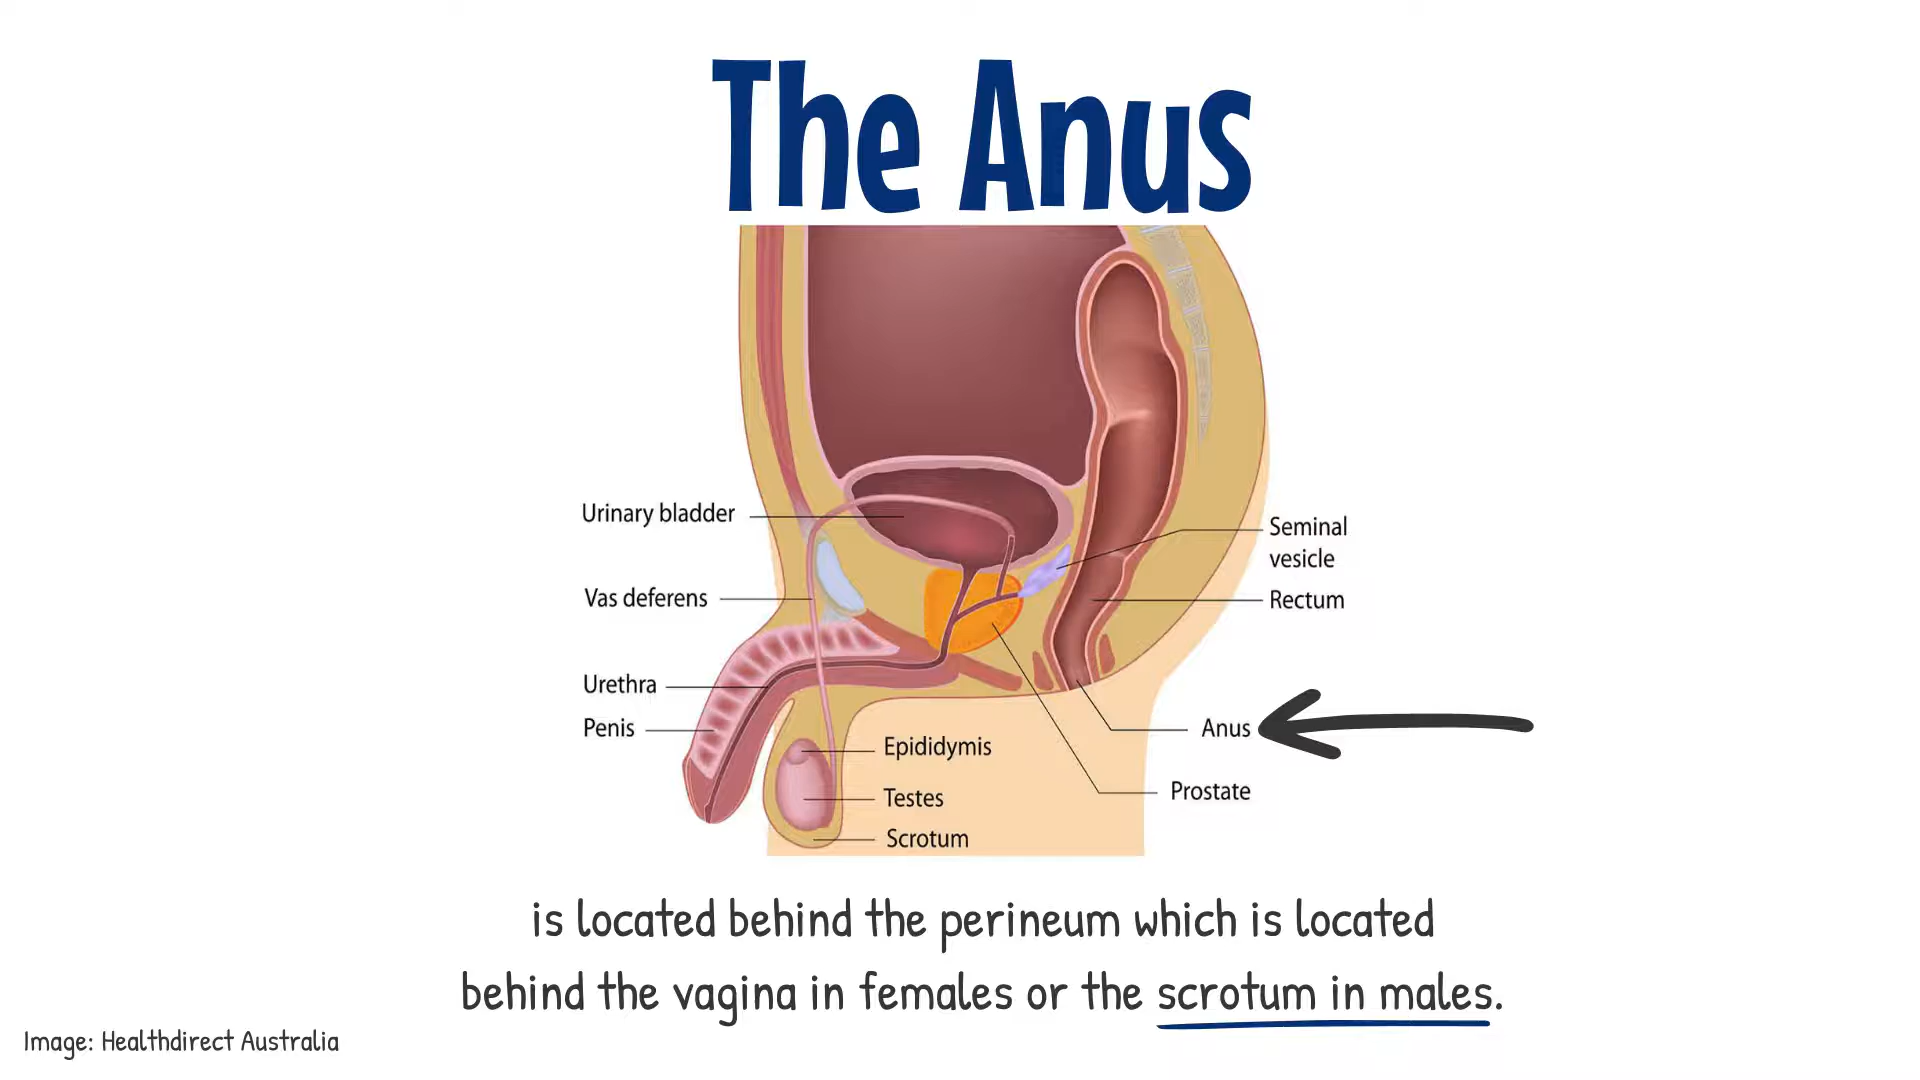 The Anus
Urinary bladder
Vas deferens
Urethra
Penis
Epididymis
Testes
Scrotum
Seminal
vesicle
Rectum
Anus
Prostate
is located behind the perineum which is located
behind the vagina in females or the scrotum in males.
Image: Healthdirect Australia